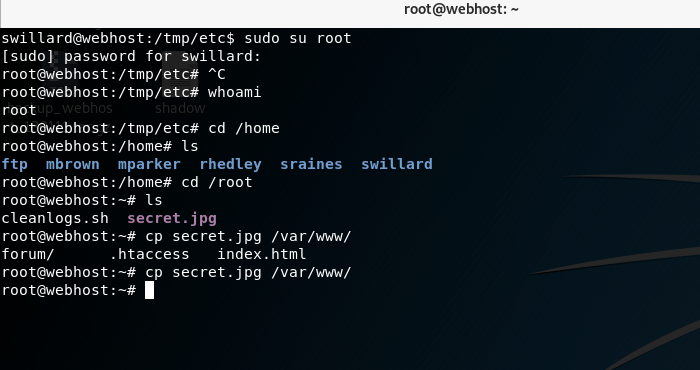 root@webhost: ~
swillard@webhost:/tmp/etc$ sudo su root
[sudo] password for swillard:
root@webhost:/tmp/etc# ^C
root@webhost:/tmp/etc# whoami
root
root@webhost:/tmp/etc# cd /home
root@webhost:/home# ls
ftp mbrown mparker rhedley sraines swillard
root@webhost:/home# cd /root
root@webhost:~# ls
cleanlogs.sh secret.jpg
root@webhost:~# cp secret.jpg /var/www/
forum/ .htaccess index.html
root@webhost:~# cp secret.jpg /var/www/
root@webhost:~#
shadow